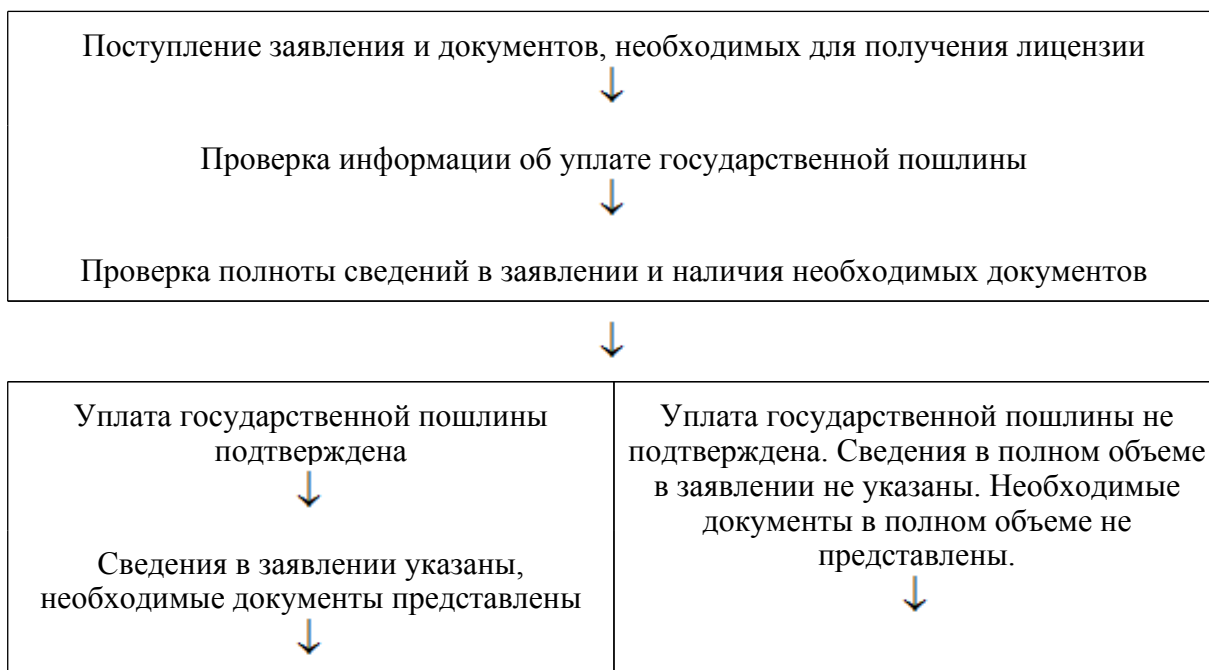 Поступление заявления и документов, необходимых для получения лицензии
↓
Проверка информации об уплате государственной пошлины
↓
Проверка полноты сведений в заявлении и наличия необходимых документов
↓
Уплата государственной пошлины
подтверждена
↓
Сведения в заявлении указаны,
необходимые документы представлены
↓
Уплата государственной пошлины не
подтверждена. Сведения в полном объеме
в заявлении не указаны. Необходимые
документы в полном объеме не
представлены.
↓